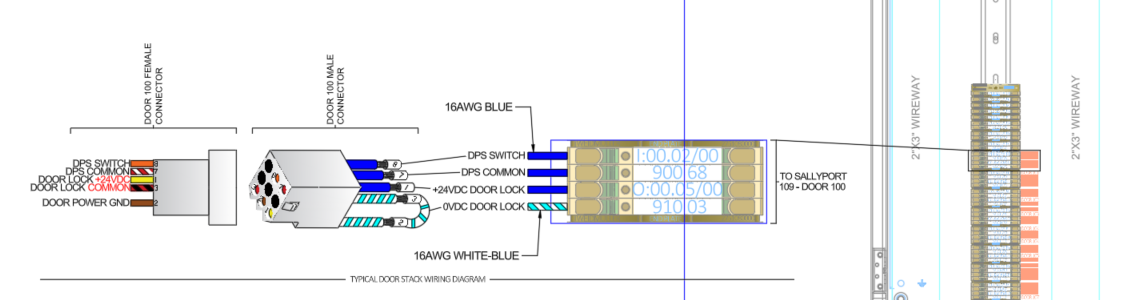 DOOR 100 FEMALE
CONNECTOR
DPS SWITCH
8
DPS COMMON
7
DOOR LOCK +24VDC
1
DOOR LOCK COMMON
3
DOOR POWER GND
2
DOOR 100 MALE
CONNECTOR
16AWG BLUE
DPS SWITCH
DPS COMMON
+24VDC DOOR LOCK
0VDC DOOR LOCK
16AWG WHITE-BLUE
I:00.02/00
900 68
O:00.05/00
910 03
TO SALLYPORT
109 - DOOR 100
TYPICAL DOOR STACK WIRING DIAGRAM
2"X3" WIREWAY
2"X3" WIREWAY